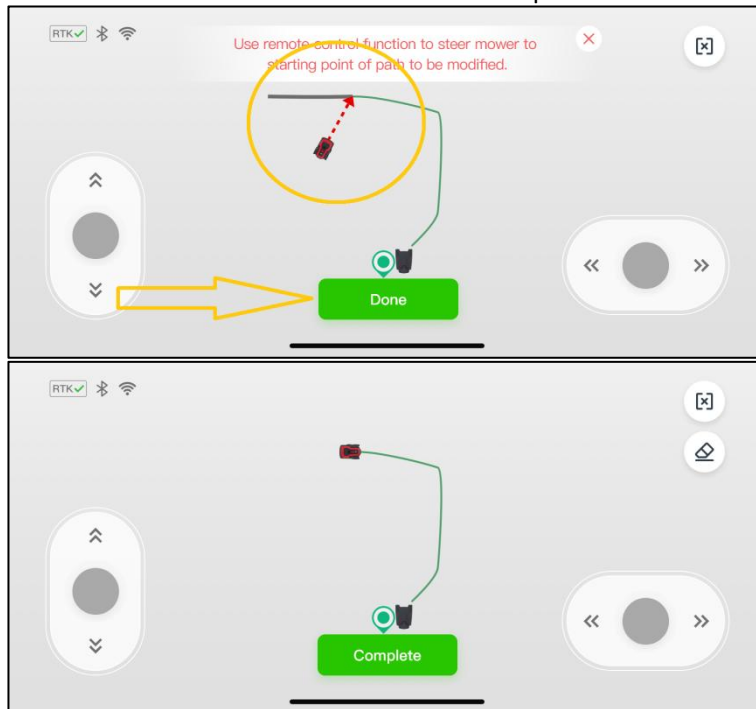 RTK
Use remote control function to steer mower to
starting point of path to be modified.
Done
RTK
Complete